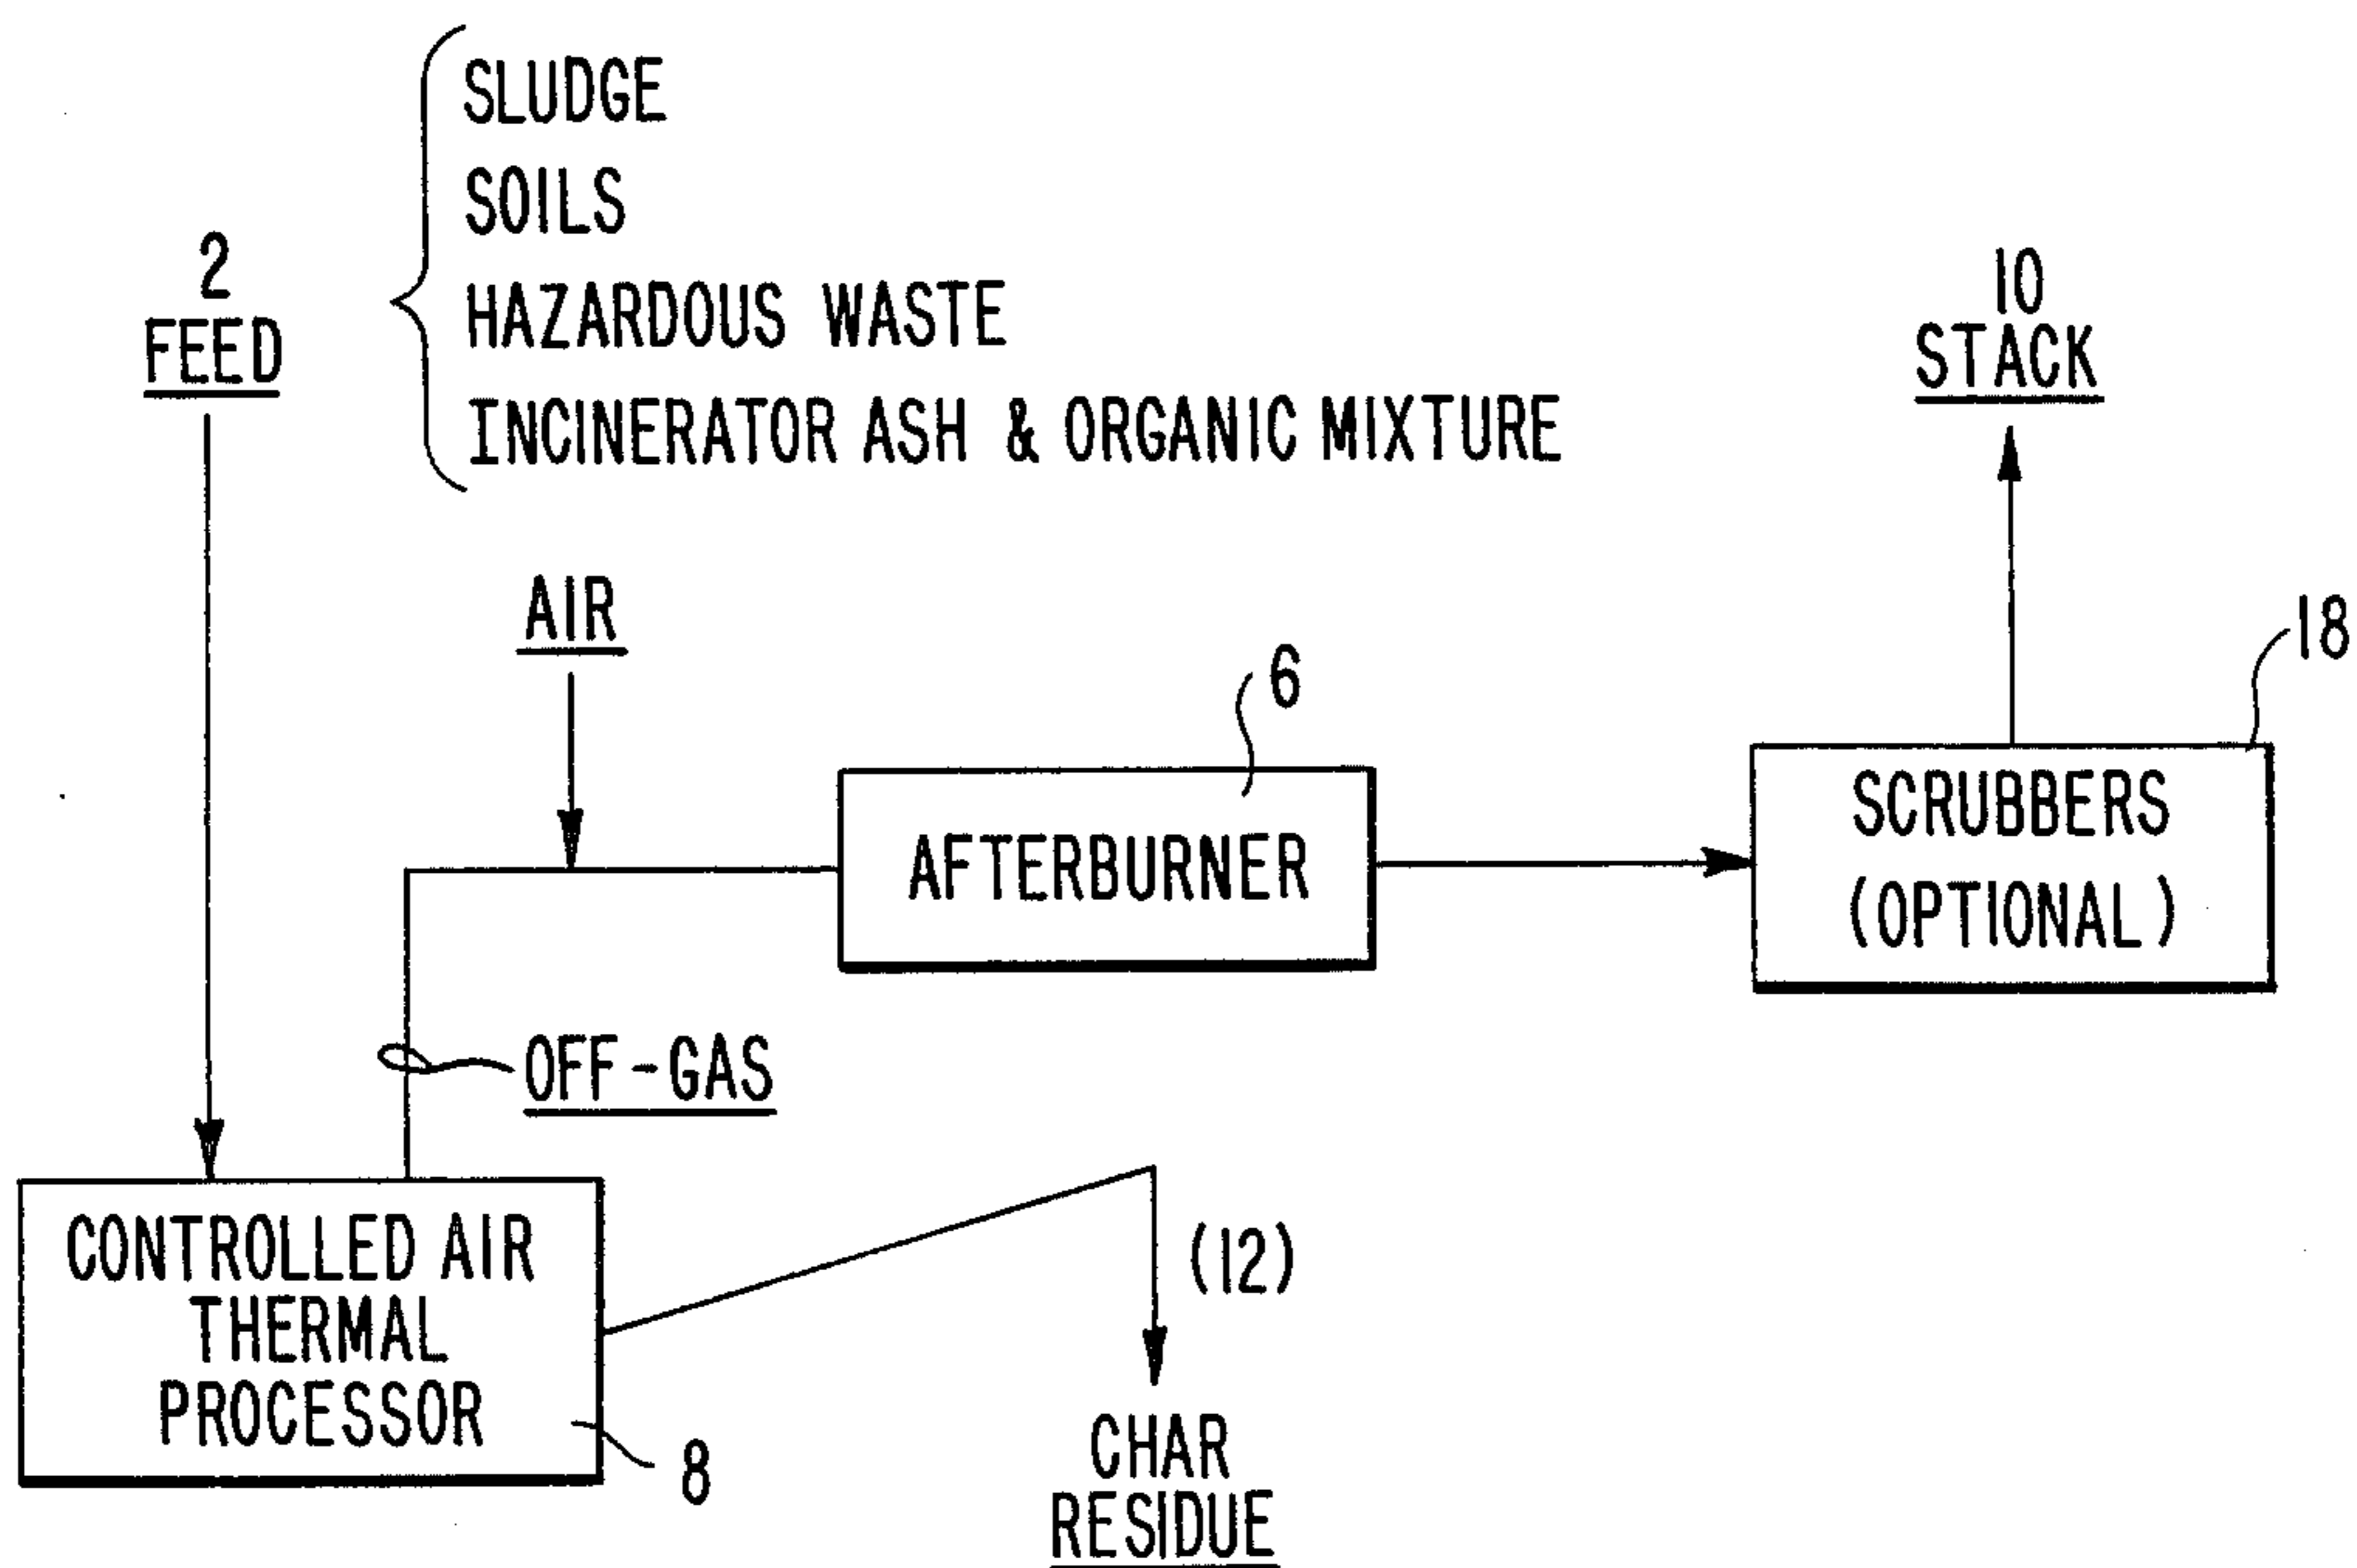 SLUDGE
SOILS
HAZARDOUS WASTE
INCINERATOR ASH & ORGANIC MIXTURE
2
FEED
10
STACK
AIR
6
18
AFTERBURNER
SCRUBBERS
(OPTIONAL)
OFF-GAS
CONTROLLED AIR
THERMAL
PROCESSOR
8
(12)
CHAR
RESIDUE